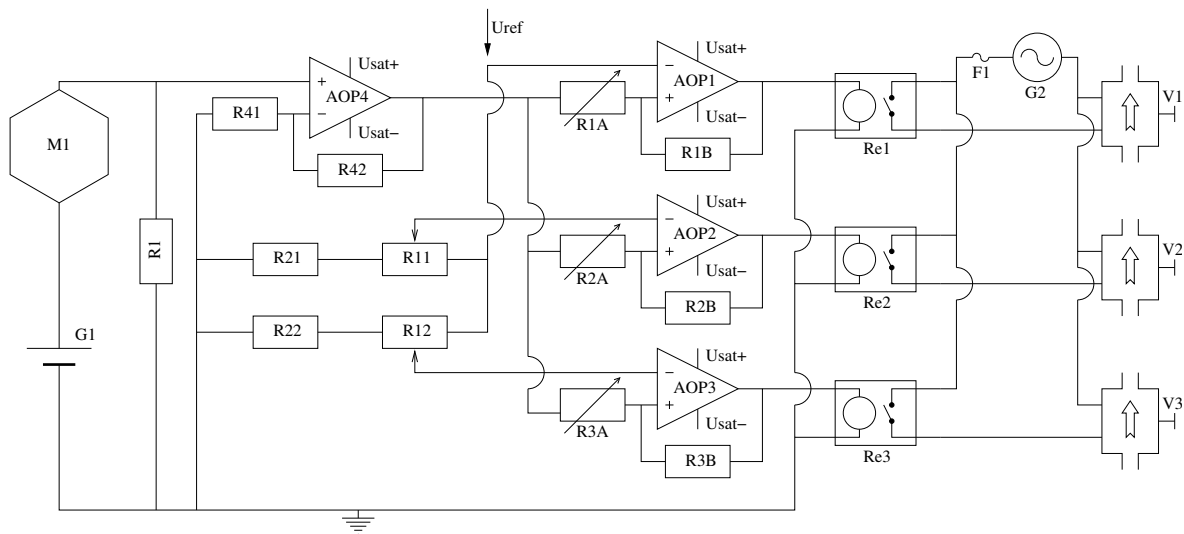 Uref
Usat+
AOP4
Usat−
R41
R42
M1
R1
G1
R21
R11
R22
R12
Usat+
AOP1
Usat−
R1A
R1B
Re1
F1
G2
V1
Usat+
AOP2
Usat−
R2A
R2B
Re2
V2
Usat+
AOP3
Usat−
R3A
R3B
Re3
V3